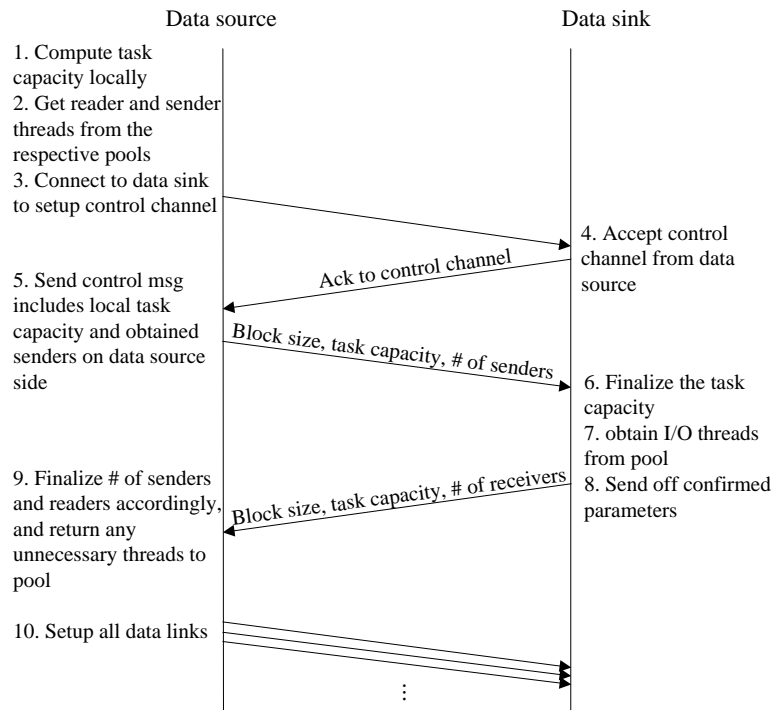 Data source
Data sink
1. Compute task
capacity locally
2. Get reader and sender
threads from the
respective pools
3. Connect to data sink
to setup control channel
4. Accept control
channel from data
source
Ack to control channel
5. Send control msg
includes local task
capacity and obtained
senders on data source
side
Block size, task capacity, # of senders
6. Finalize the task
capacity
7. obtain I/O threads
from pool
8. Send off confirmed
parameters
Block size, task capacity, # of receivers
9. Finalize # of senders
and readers accordingly,
and return any
unnecessary threads to
pool
10. Setup all data links
...